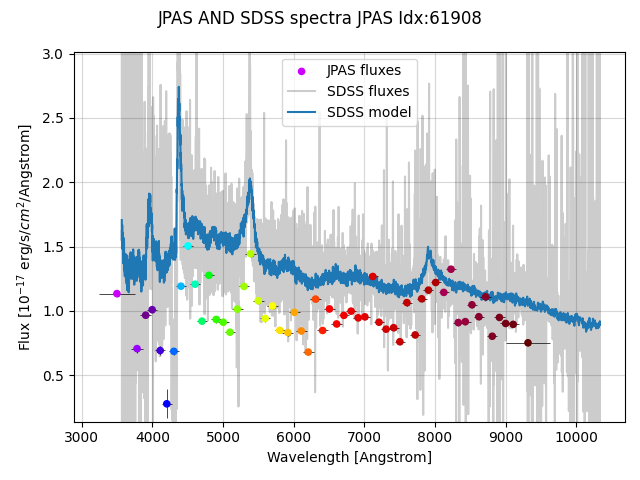 JPAS AND SDSS spectra JPAS Idx:61908
JPAS fluxes
SDSS fluxes
SDSS model
3.0
2.5
2.0
1.5
1.0
0.5
Flux [10⁻¹⁷ erg/s/cm²/Angstrom]
3000 4000 5000 6000 7000 8000 9000 10000
Wavelength [Angstrom]